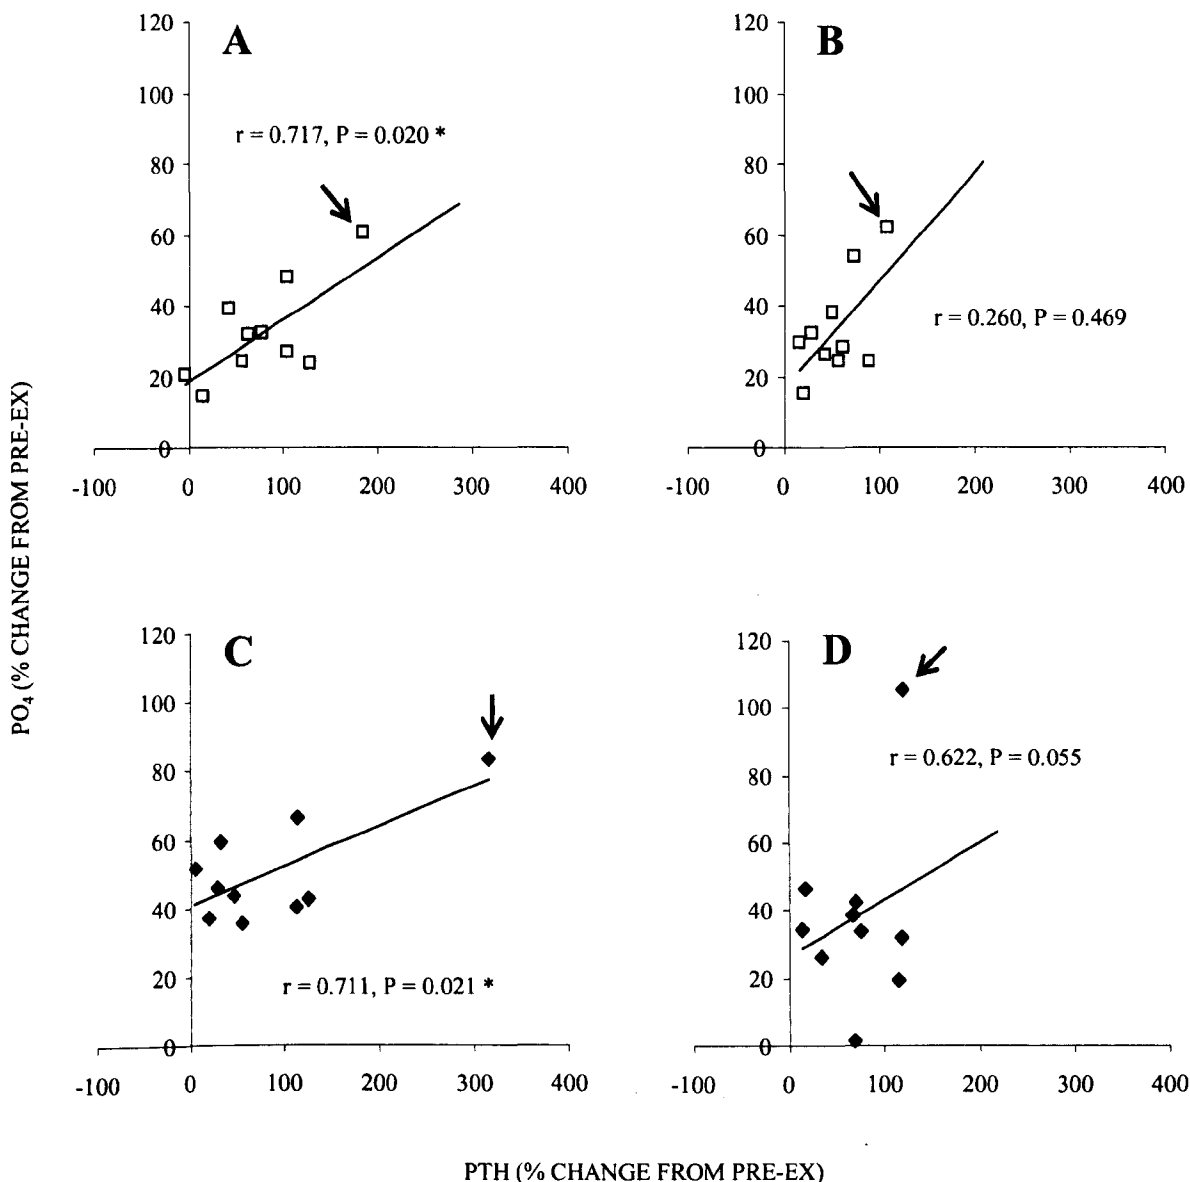 120
A
100
r = 0.717, P = 0.020 *
80
60
40
20
0
-100 0 100 200 300 400
120
B
100
80
60
40
r = 0.260, P = 0.469
20
0
-100 0 100 200 300 400
PO₄ (% CHANGE FROM PRE-EX)
120
C
100
80
60
40
20
r = 0.711, P = 0.021 *
0
-100 0 100 200 300 400
120
D
100
r = 0.622, P = 0.055
80
60
40
20
0
-100 0 100 200 300 400
PTH (% CHANGE FROM PRE-EX)